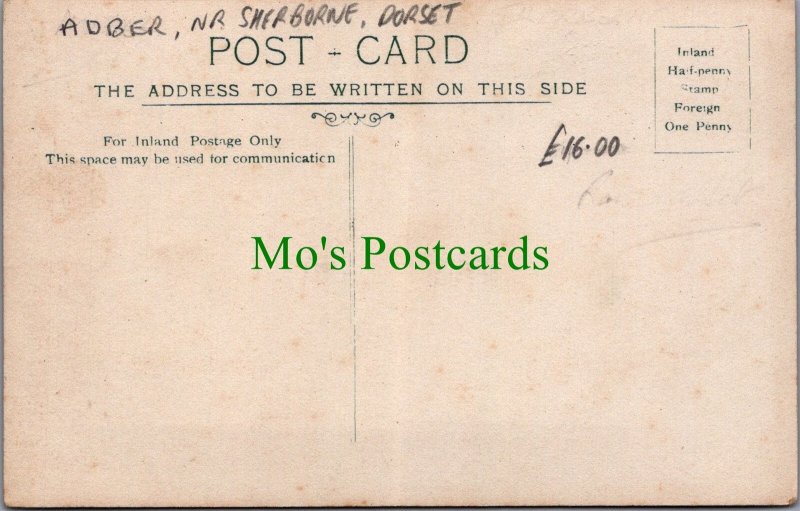 ADBER, NR SHERBORNE, DORSET
POST - CARD
THE ADDRESS TO BE WRITTEN ON THIS SIDE
Inland
Half-penny
Stamp
Foreign
One Penny
For Inland Postage Only
This space may be used for communication
£16.00
Mo's Postcards